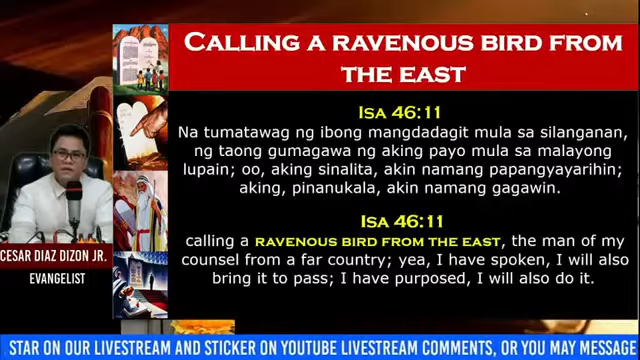 CALLING A RAVENOUS BIRD FROM
THE EAST
ISA 46:11
Na tumatawag ng ibong mangdadagit mula sa silanganan,
ng taong gumagawa ng aking payo mula sa malayong
lupain; oo, aking sinalita, akin namang papangyayarihin;
aking, pinanukala, akin namang gagawin.
ISA 46:11
calling a RAVENOUS BIRD FROM THE EAST, the man of my
counsel from a far country; yea, I have spoken, I will also
bring it to pass; I have purposed, I will also do it.
CESAR DIAZ DIZON JR.
EVANGELIST
STAR ON OUR LIVESTREAM AND STICKER ON YOUTUBE LIVESTREAM COMMENTS, OR YOU MAY MESSAGE